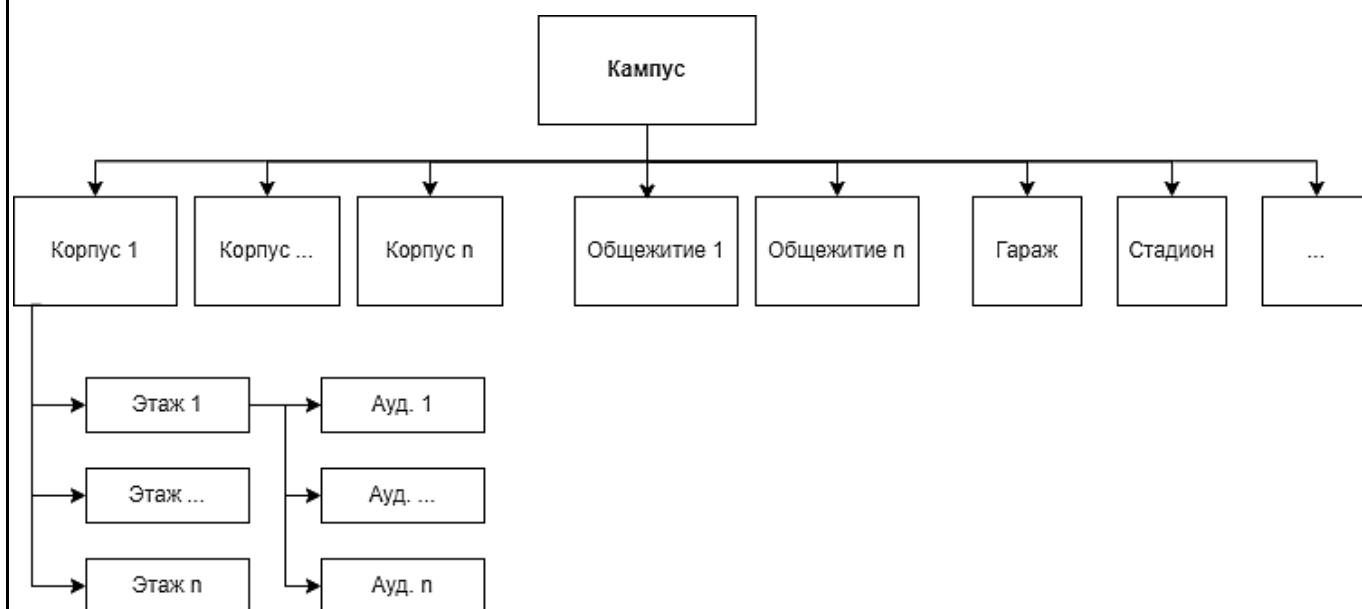 Кампус
Корпус 1
Корпус ...
Корпус n
Общежитие 1
Общежитие n
Гараж
Стадион
...
Этаж 1
Ауд. 1
Этаж ...
Ауд. ...
Этаж n
Ауд. n